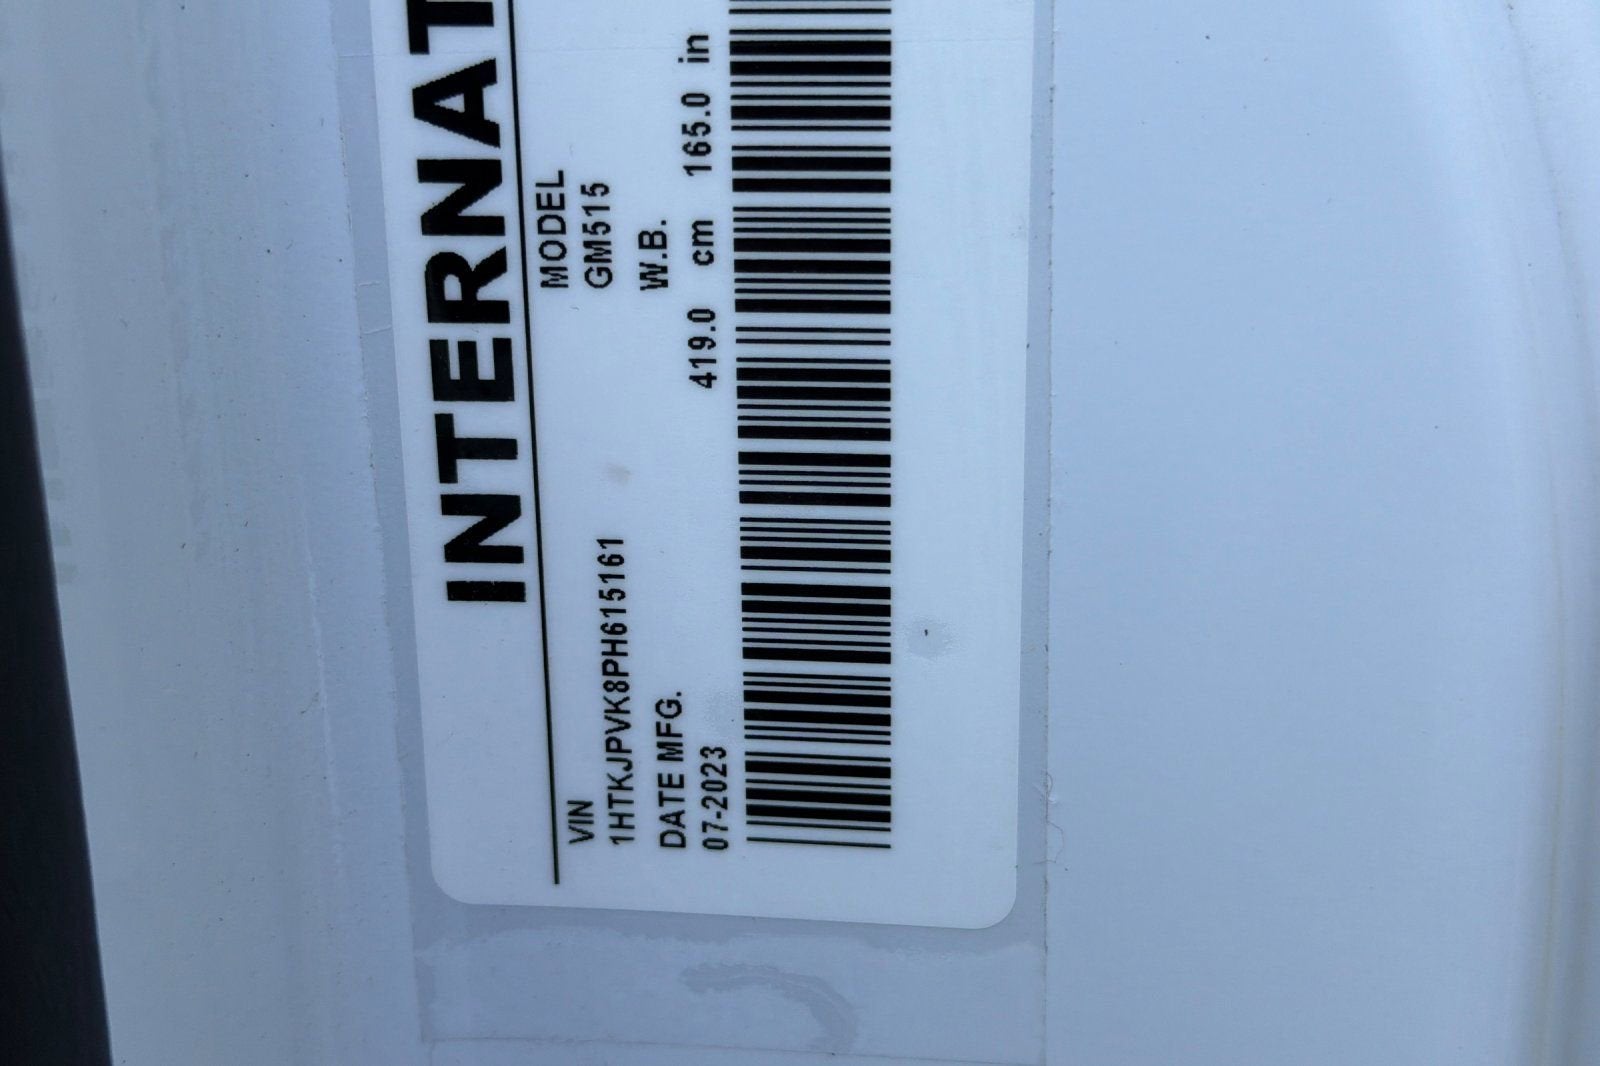 INTERNAT
VIN
1HTKJPVK8PH615161
MODEL
GM515
DATE MFG.
07-2023
W.B.
419.0 cm 165.0 in